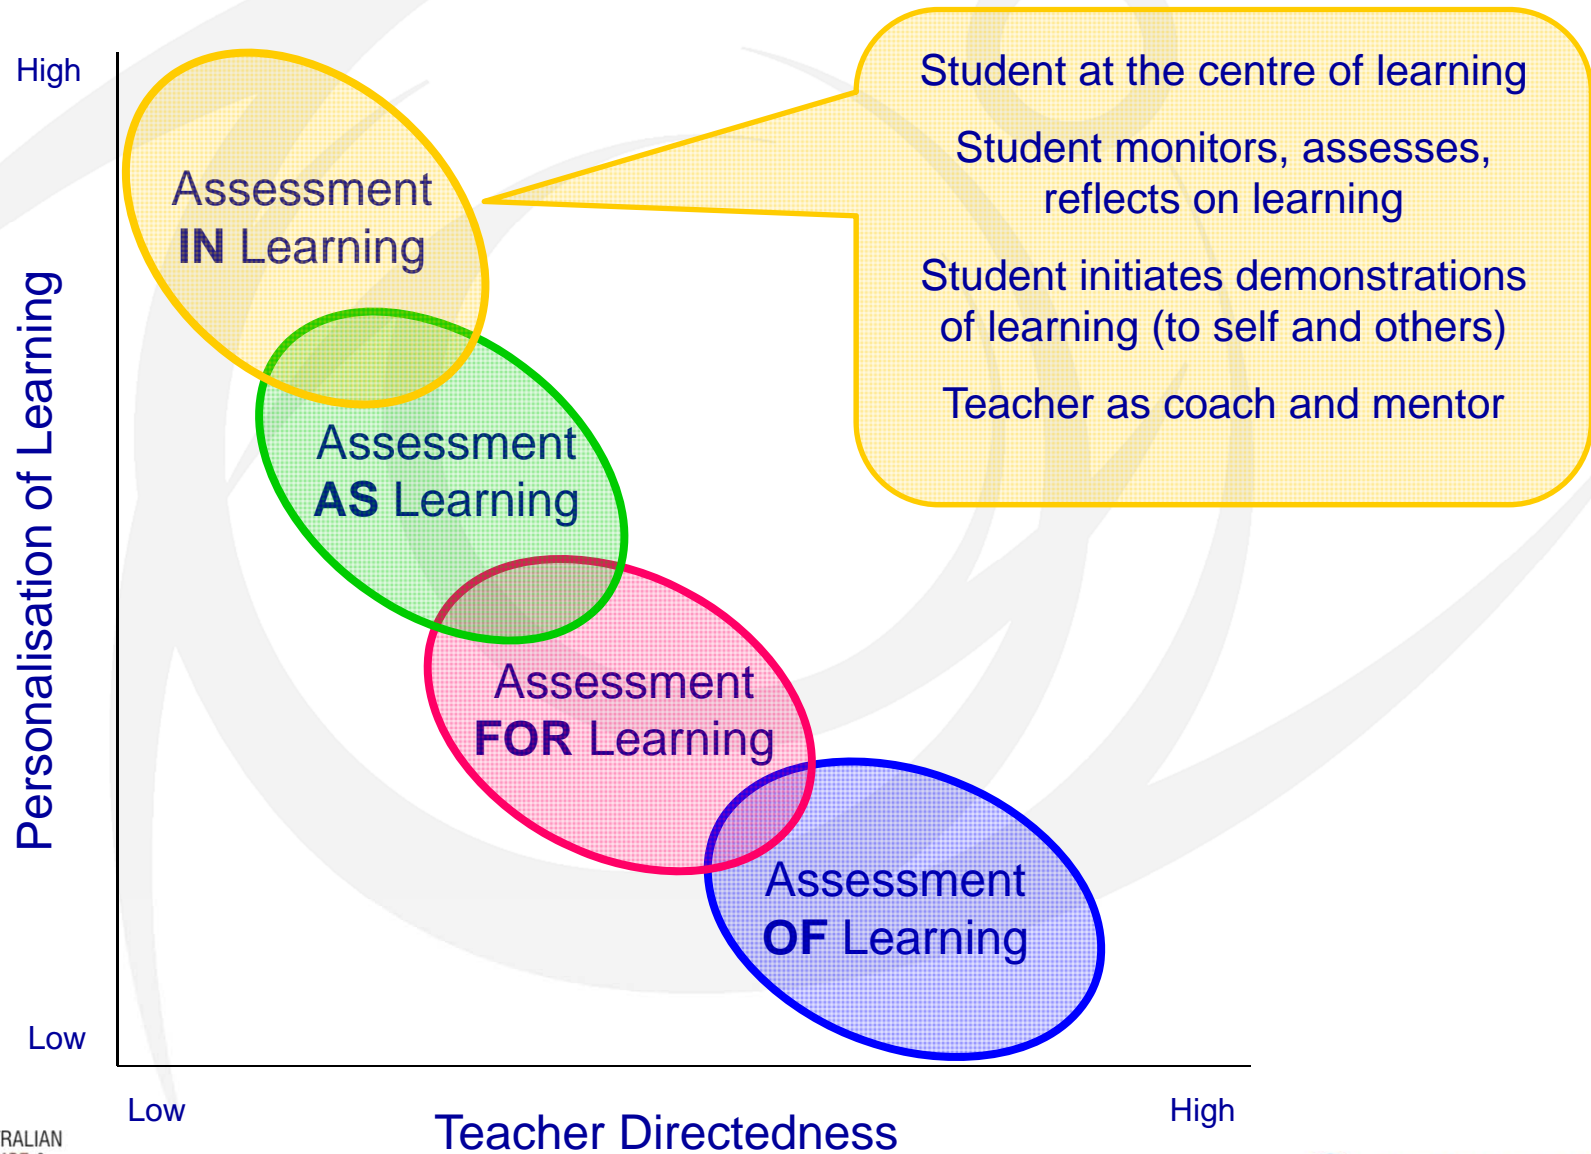 High
Assessment
IN Learning
Student at the centre of learning
Student monitors, assesses,
reflects on learning
Student initiates demonstrations
of learning (to self and others)
Teacher as coach and mentor
Personalisation of Learning
Assessment
AS Learning
Assessment
FOR Learning
Assessment
OF Learning
Low
Low
Teacher Directedness
High
RALIAN